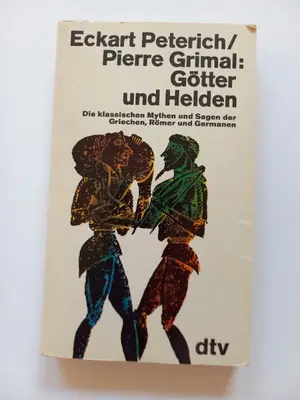 Eckart Peterich/
Pierre Grimal:
Götter
und Helden
Die klassischen Mythen und Sagen der
Griechen, Römer und Germanen
dtv